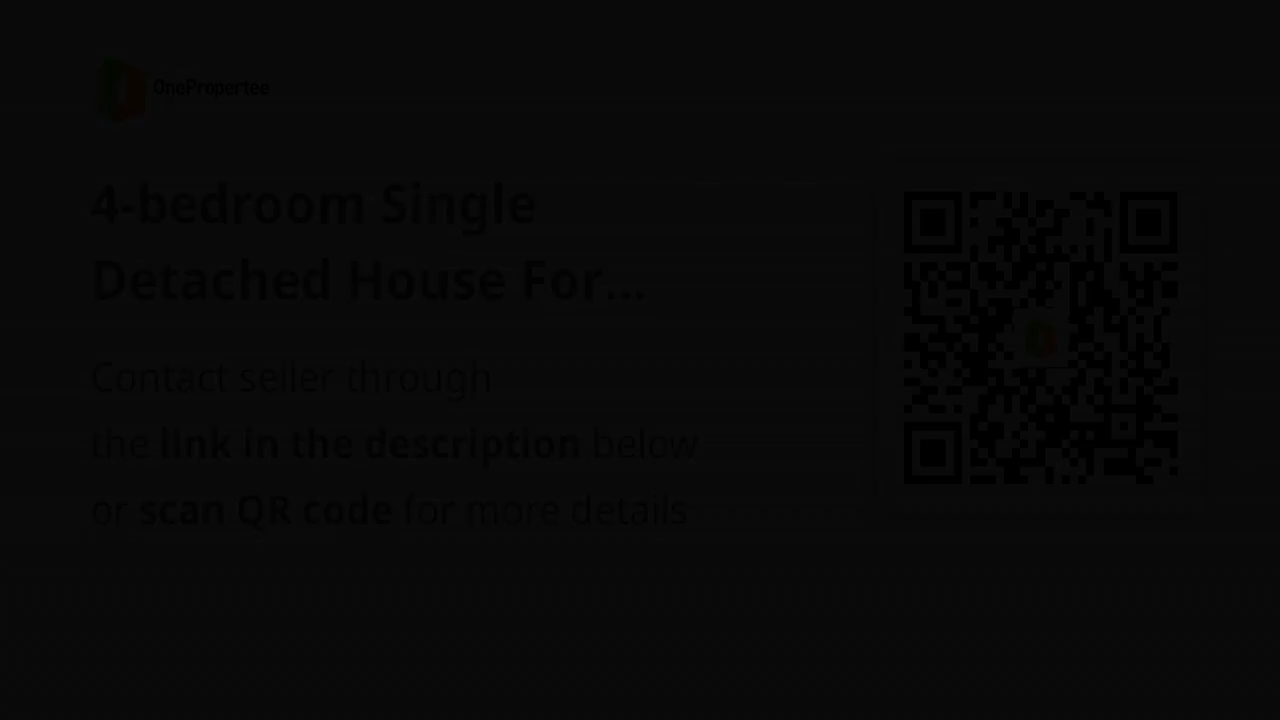 OnePropertee
4-bedroom Single
Detached House For...
Contact seller through
the link in the description below
or scan QR code for more details